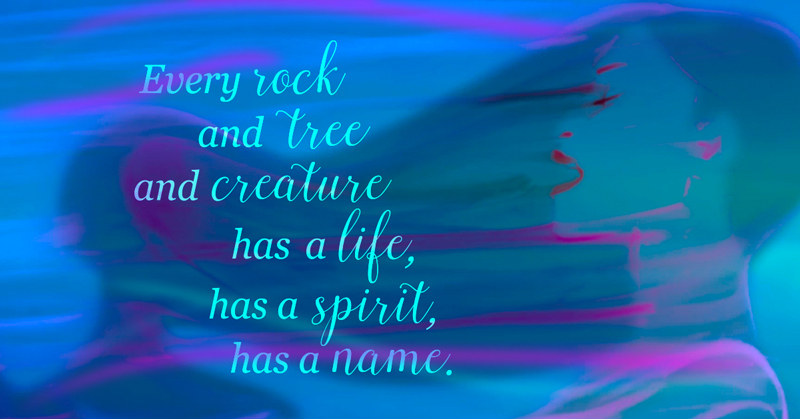 Every rock
and tree
and creature
has a life,
has a spirit,
has a name.